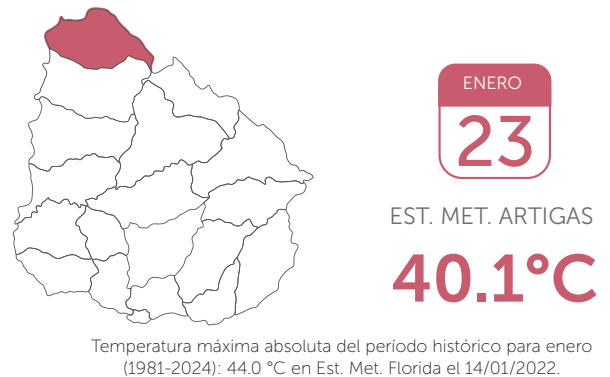 ENERO
23
EST. MET. ARTIGAS
40.1°C
Temperatura máxima absoluta del período histórico para enero
(1981-2024): 44.0 °C en Est. Met. Florida el 14/01/2022.